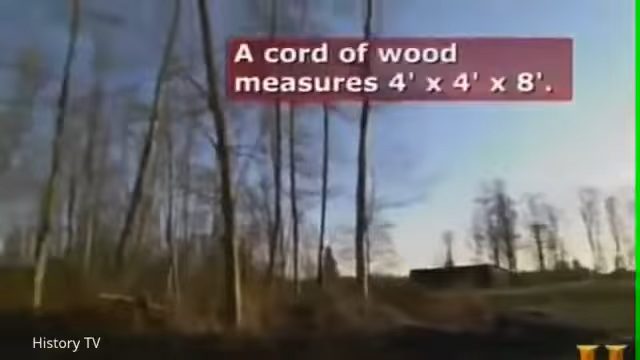 A cord of wood
measures 4' x 4' x 8'.
History TV